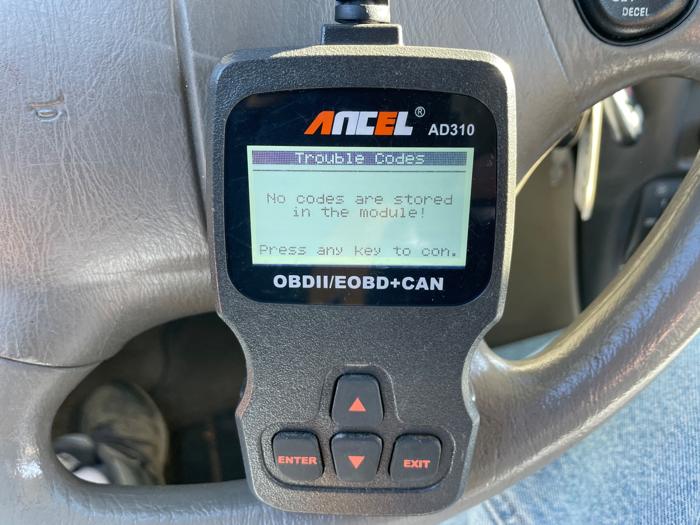 DECEL
ANCEL® AD310
Trouble Codes
No codes are stored
in the module!
Press any key to con.
OBDII/EOBD+CAN
ENTER
EXIT